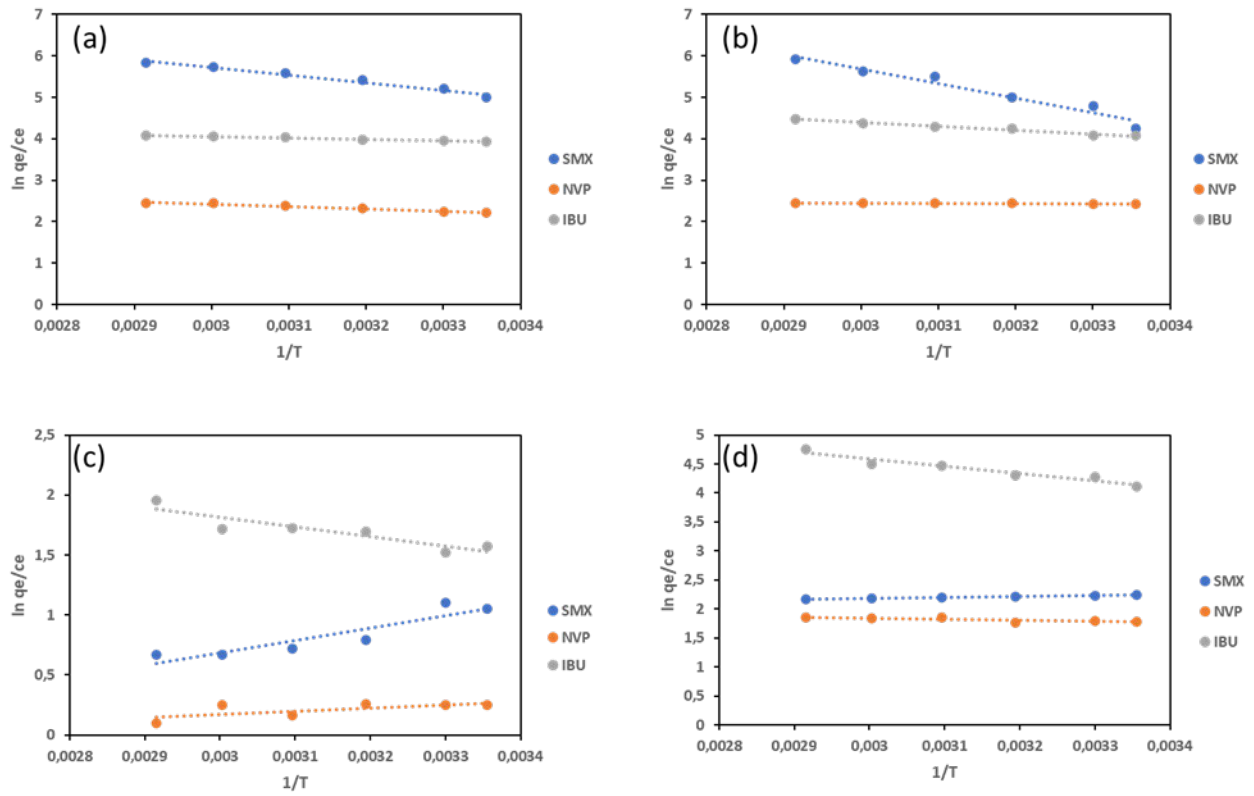 (a)
ln qe/ce
7
6
5
4
3
2
1
0
0,0028 0,0029 0,003 0,0031 0,0032 0,0033 0,0034
1/T
SMX
NVP
IBU
(b)
ln qe/ce
7
6
5
4
3
2
1
0
0,0028 0,0029 0,003 0,0031 0,0032 0,0033 0,0034
1/T
SMX
NVP
IBU
(c)
ln qe/ce
2,5
2
1,5
1
0,5
0
0,0028 0,0029 0,003 0,0031 0,0032 0,0033 0,0034
1/T
SMX
NVP
IBU
(d)
ln qe/ce
5
4,5
4
3,5
3
2,5
2
1,5
1
0,5
0
0,0028 0,0029 0,003 0,0031 0,0032 0,0033 0,0034
1/T
SMX
NVP
IBU